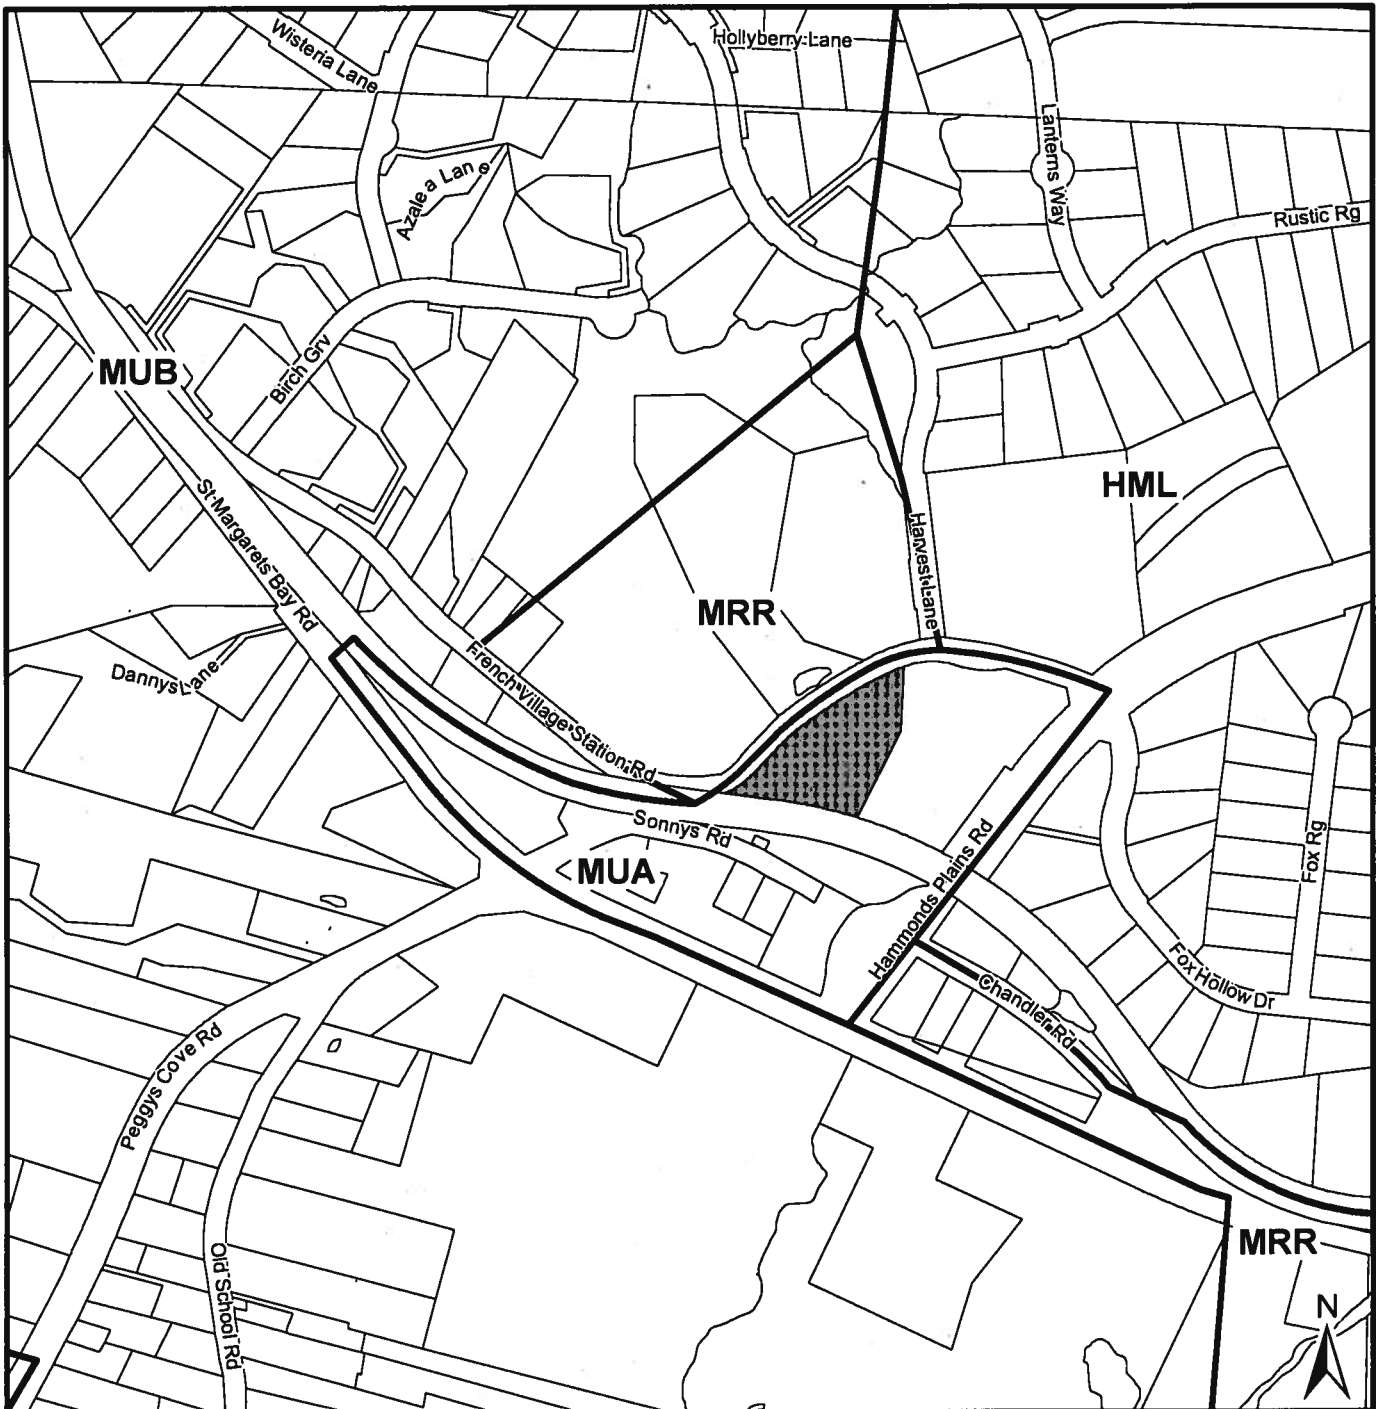 Wisteria Lane
Hollyberry Lane
Lanterns Way
Azalea Lane
Rustic Rg
Birch Grv
MUB
HML
St Margarets Bay Rd
Harvest Lane
MRR
Dannys Lane
French Village Station Rd
Sonnys Rd
MUA
Hammonds Plains Rd
Fox Rg
Fox Hollow Dr
Chandler Rd
Peggys Cove Rd
Old School Rd
MRR
N